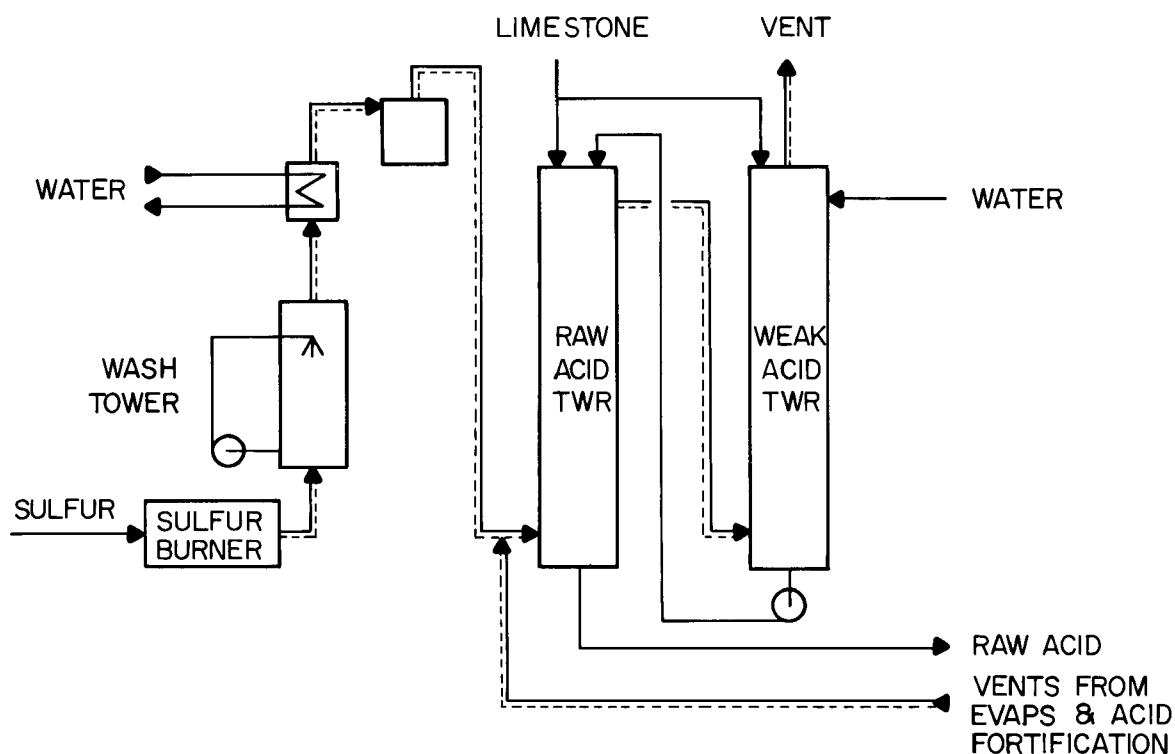 LIMESTONE
VENT
WATER
WATER
RAW
ACID
TWR
WEAK
ACID
TWR
WASH
TOWER
SULFUR
SULFUR
BURNER
RAW ACID
VENTS FROM
EVAPS & ACID
FORTIFICATION